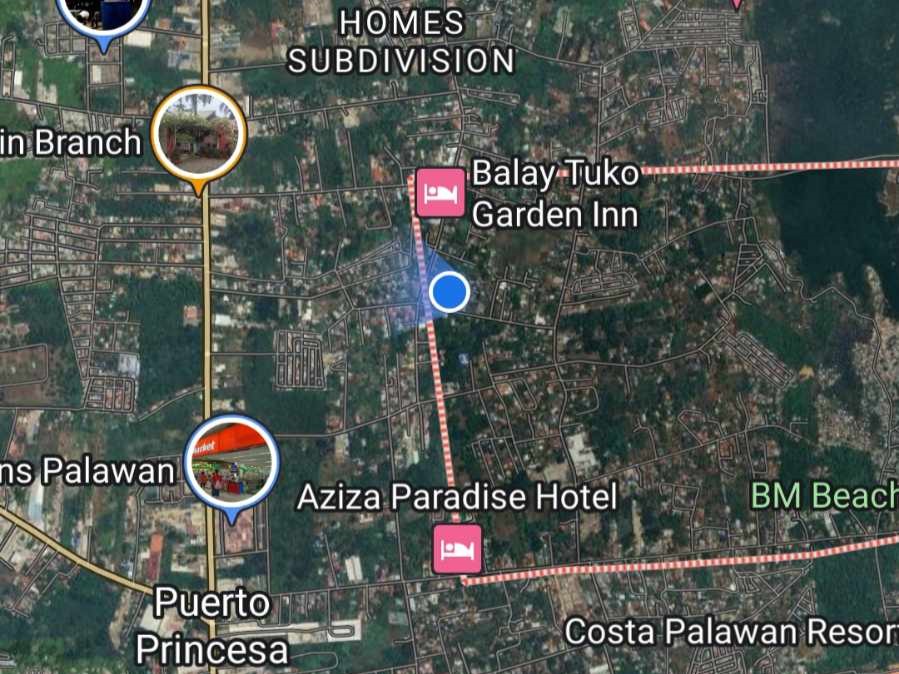 HOMES
SUBDIVISION
in Branch
Balay Tuko
Garden Inn
ns Palawan
Aziza Paradise Hotel
BM Beach
Puerto
Princesa
Costa Palawan Resort